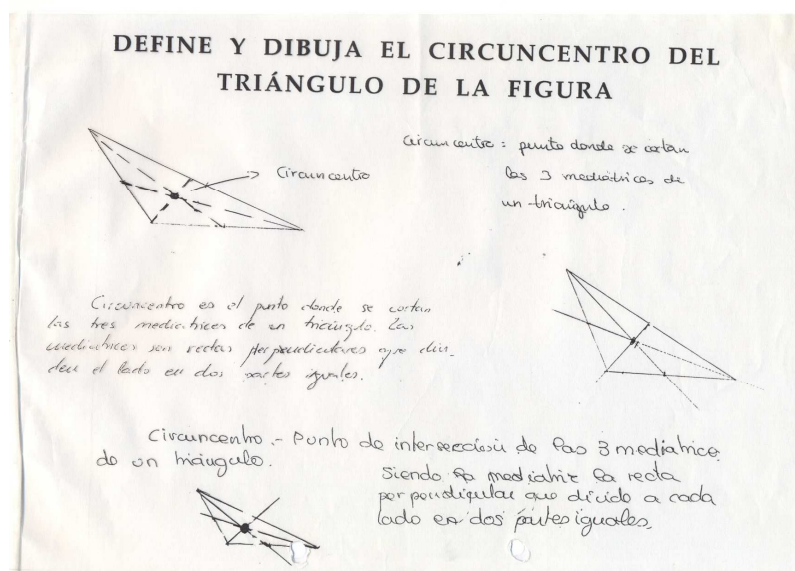 DEFINE Y DIBUJA EL CIRCUNCENTRO DEL
TRIÁNGULO DE LA FIGURA
Circuncentro
Circuncentro : punto donde se cortan
las 3 mediatrices de
un triángulo.
Circuncentro es el punto donde se cortan
las tres mediatrices de un triángulo. Las
mediatrices son rectas perpendiculares que divi-
den el lado en dos partes iguales.
Circuncentro.- Punto de intersección de las 3 mediatrices
de un triángulo.
Siendo la mediatriz la recta
perpendicular que divide a cada
lado en dos partes iguales.